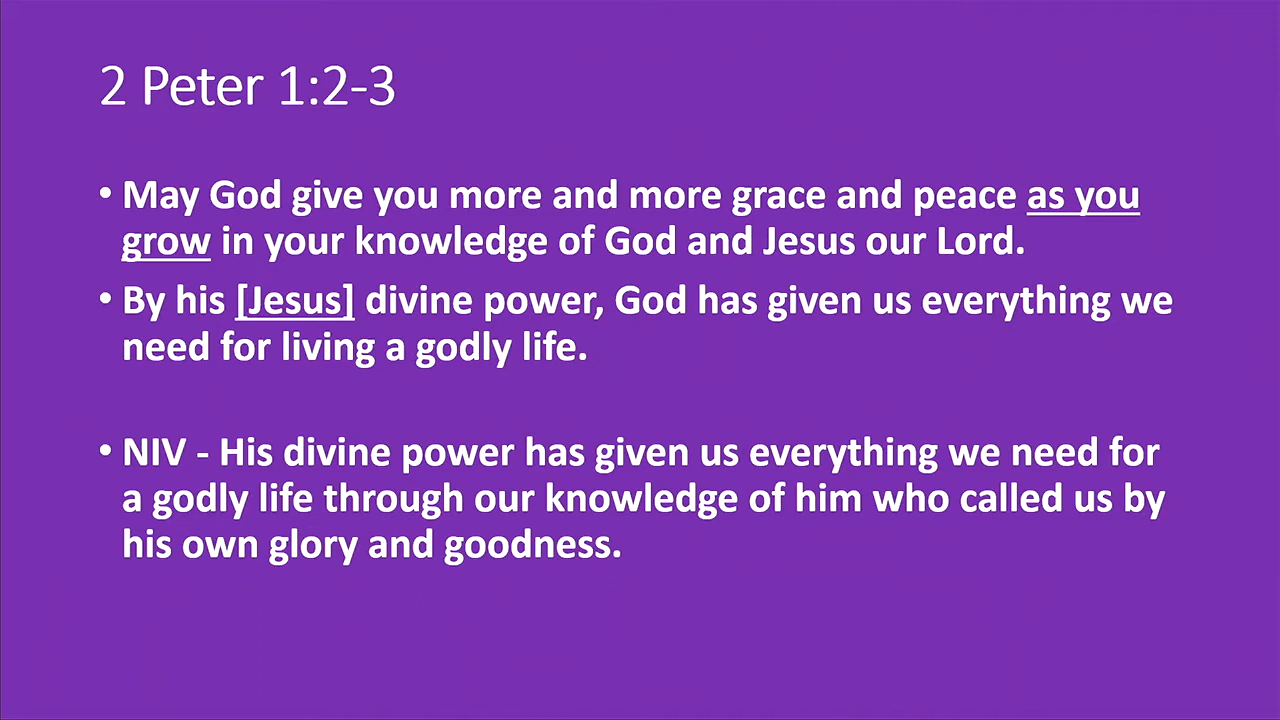 2 Peter 1:2-3
• May God give you more and more grace and peace as you
grow in your knowledge of God and Jesus our Lord.
• By his [Jesus] divine power, God has given us everything we
need for living a godly life.
• NIV - His divine power has given us everything we need for
a godly life through our knowledge of him who called us by
his own glory and goodness.